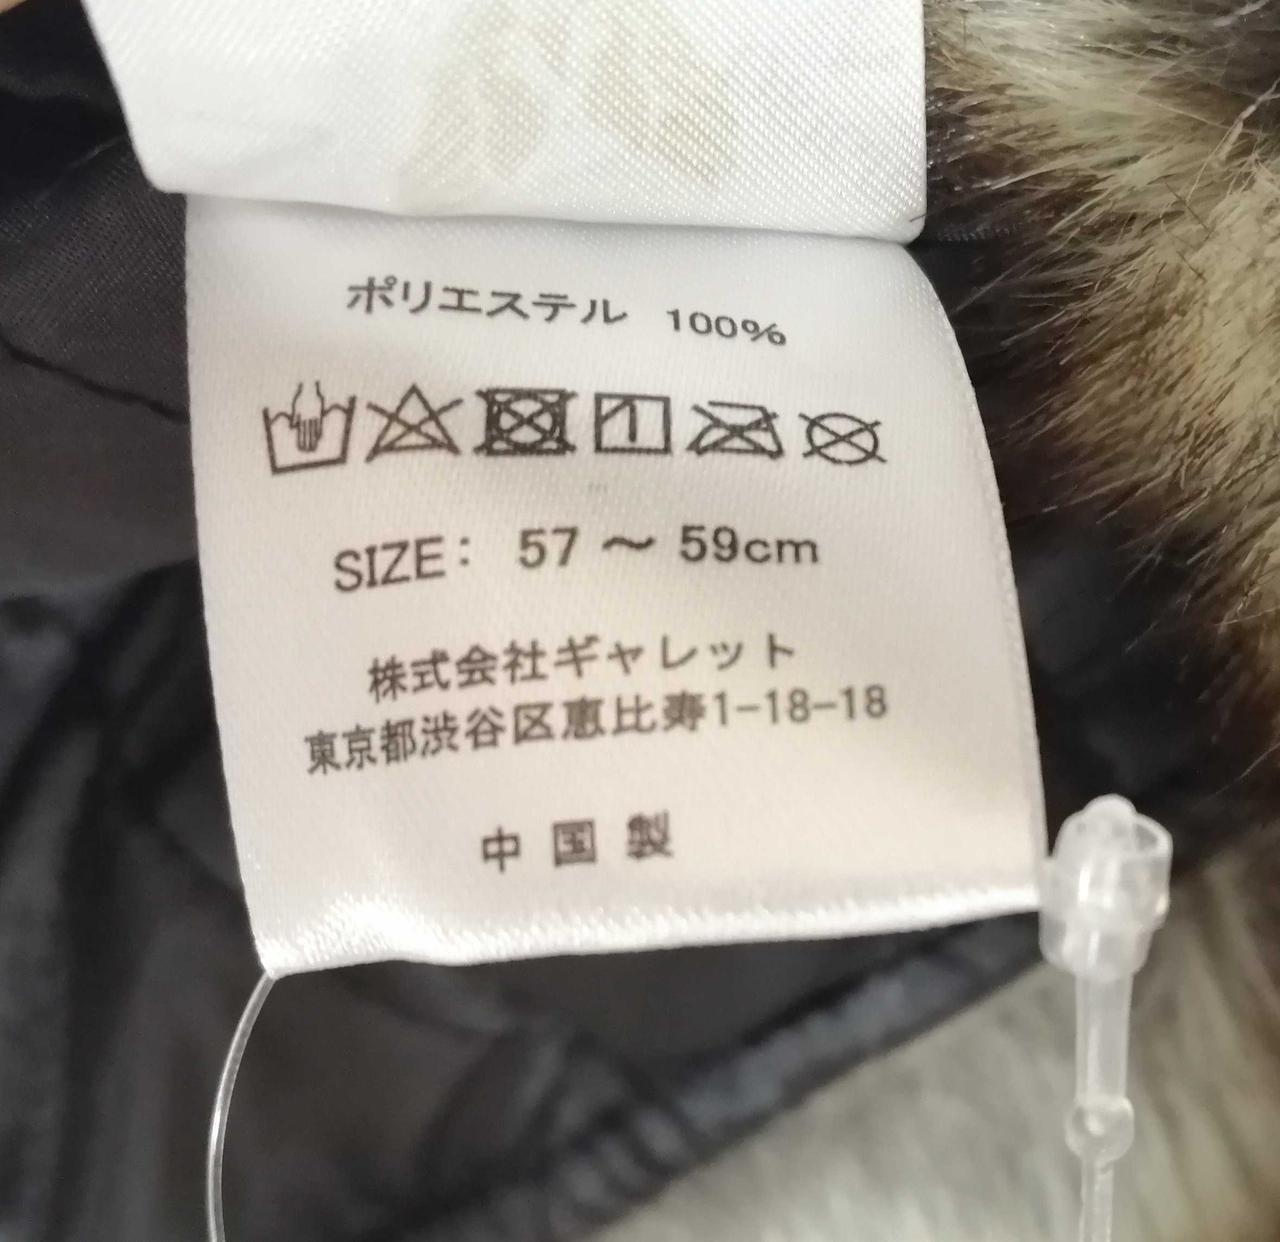 ポリエステル 100%
SIZE: 57 ～ 59cm
株式会社ギャレット
東京都渋谷区恵比寿1-18-18
中国製